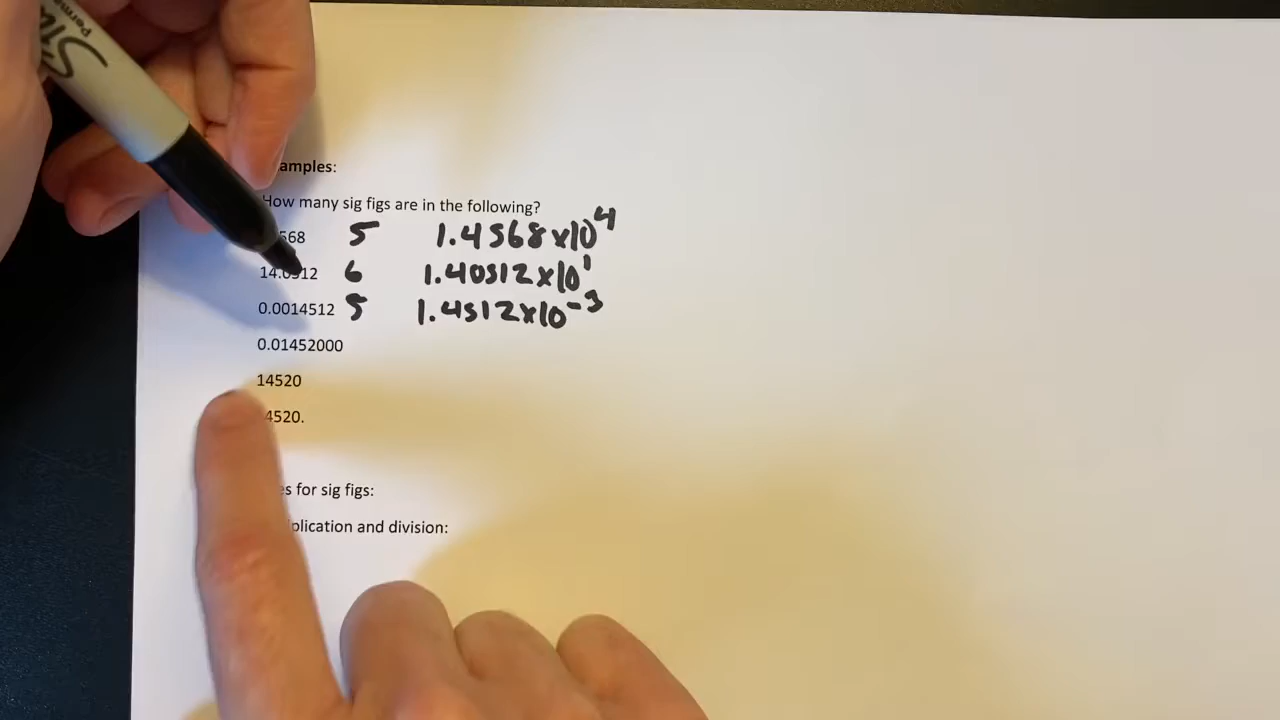 amples:
How many sig figs are in the following?
568 5 1.4568x10^4
14.0512 6 1.40512x10^1
0.0014512 5 1.4512x10^-3
0.01452000
14520
4520.
es for sig figs:
plication and division: